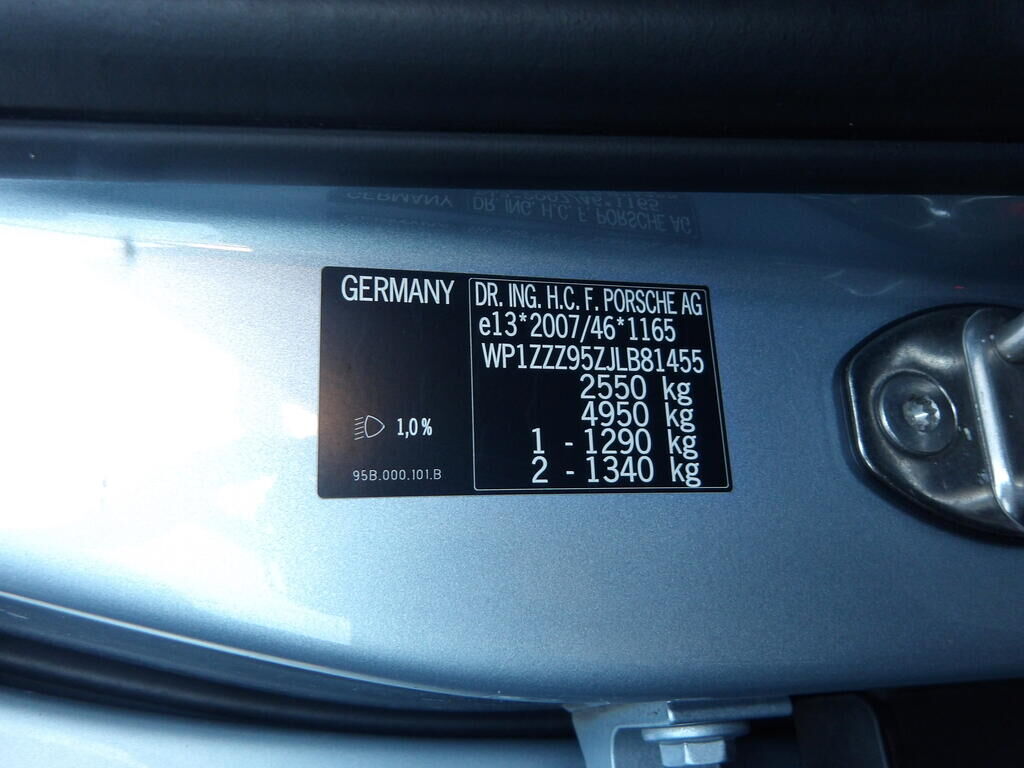 GERMANY
DR. ING. H.C. F. PORSCHE AG
e13*2007/46*1165
WP1ZZZ95ZJLB81455
2550 kg
4950 kg
1 - 1290 kg
2 - 1340 kg
1,0%
95B.000.101.B